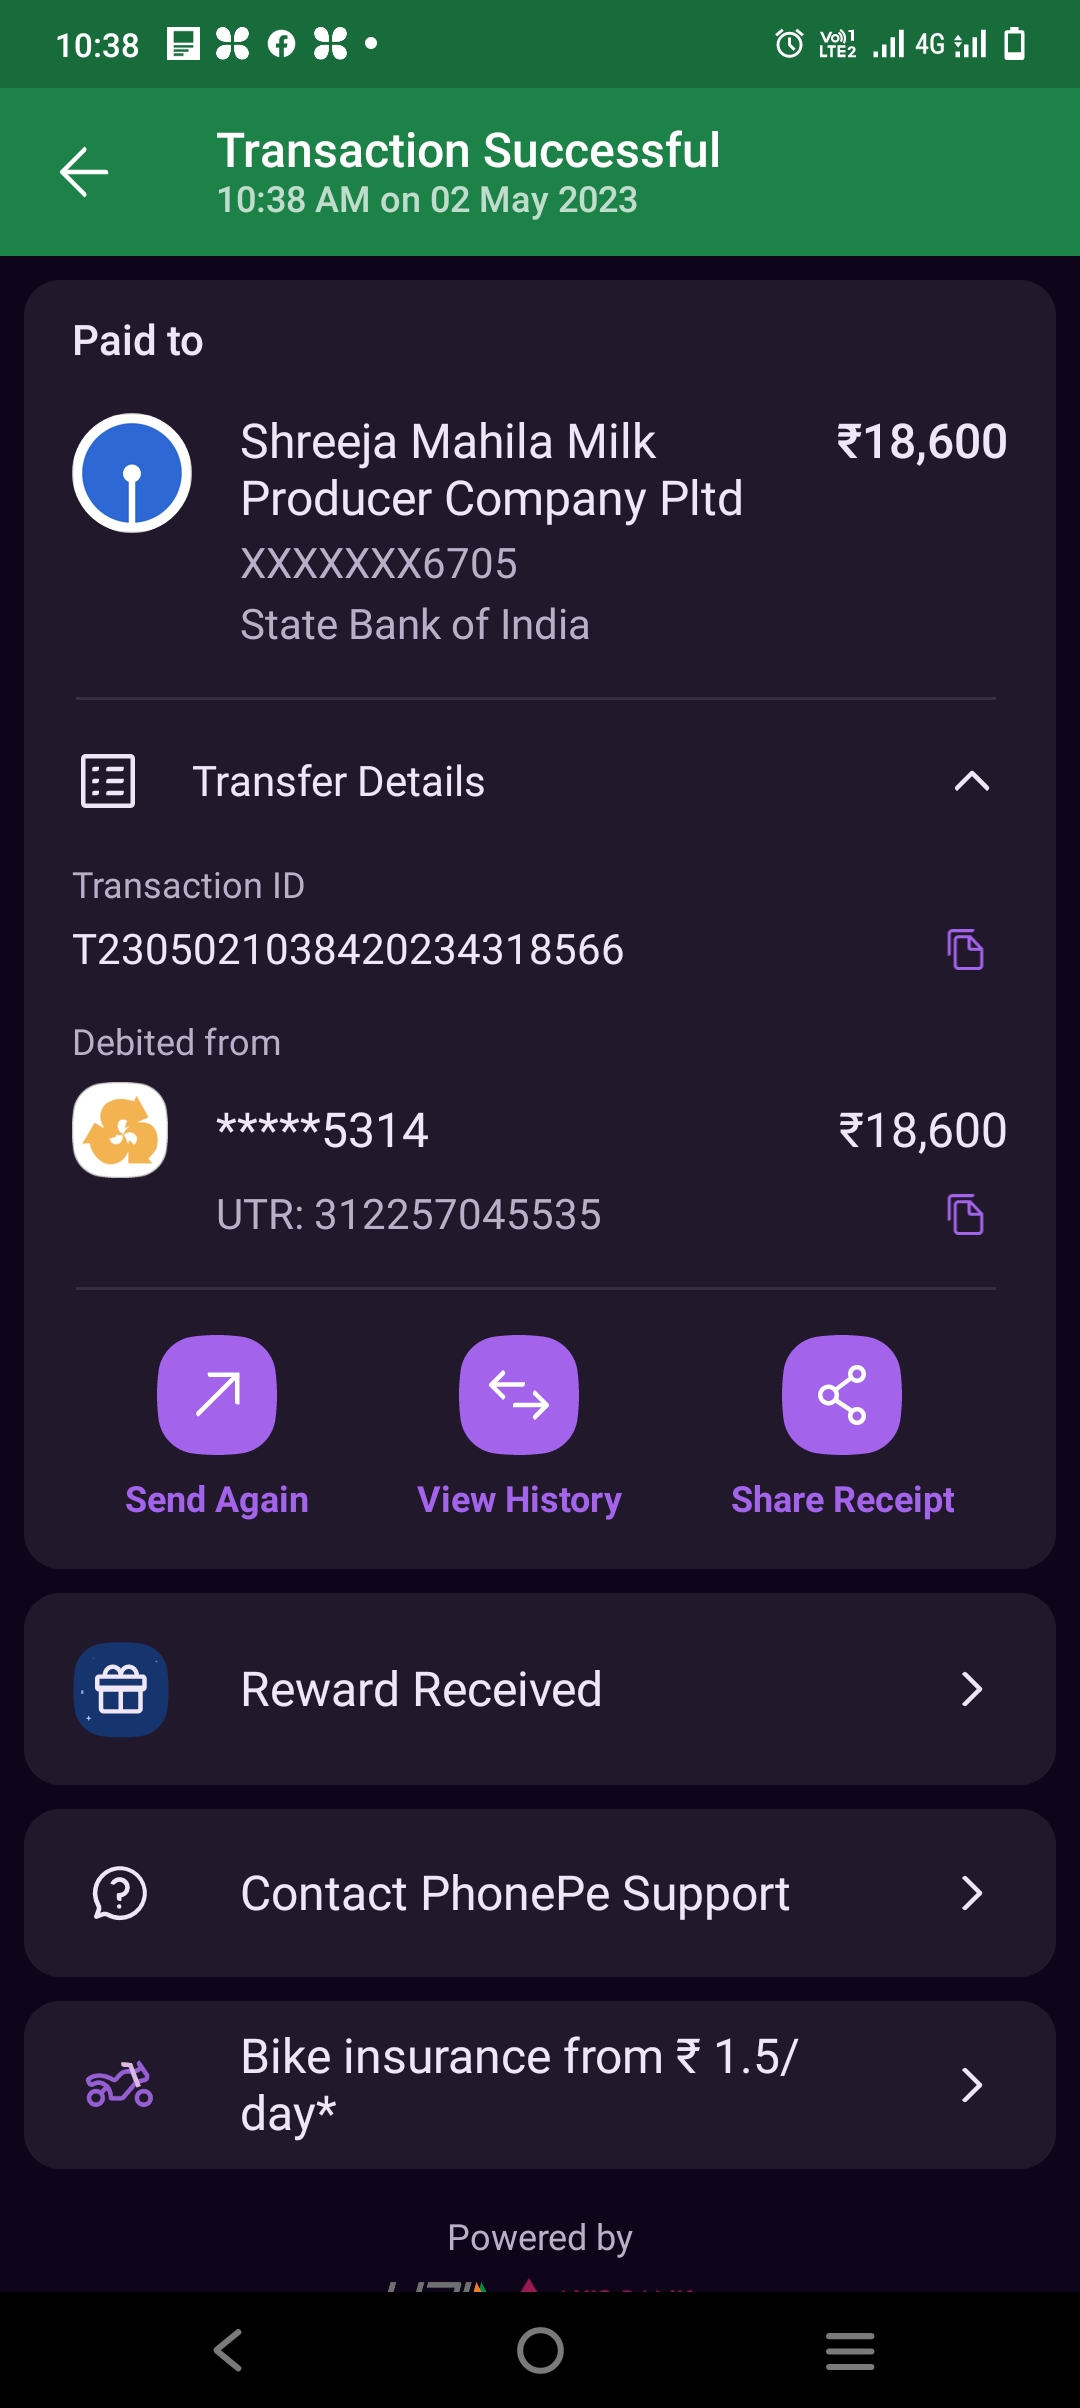 10:38
Vo)) 1
LTE2
4G
Transaction Successful
10:38 AM on 02 May 2023
Paid to
Shreeja Mahila Milk
Producer Company Pltd
₹18,600
XXXXXXX6705
State Bank of India
Transfer Details
Transaction ID
T2305021038420234318566
Debited from
*****5314
₹18,600
UTR: 312257045535
Send Again
View History
Share Receipt
Reward Received
Contact PhonePe Support
Bike insurance from ₹ 1.5/
day*
Powered by